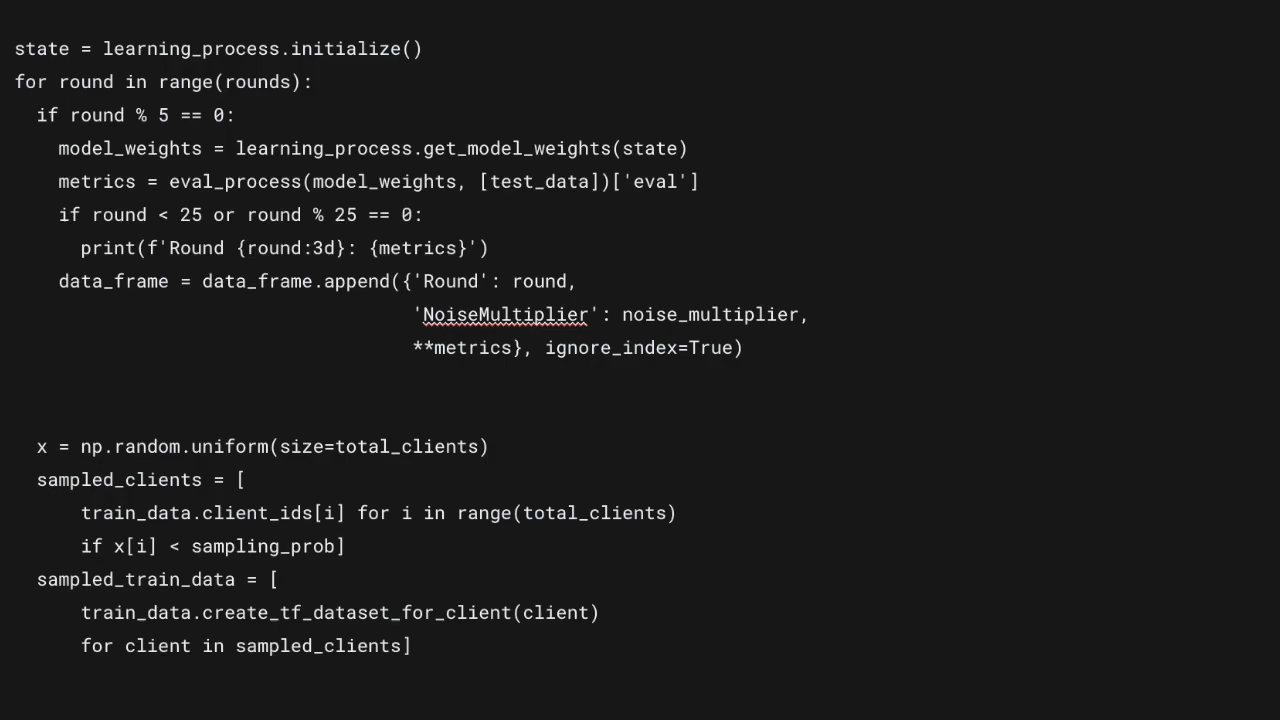 state = learning_process.initialize()
for round in range(rounds):
  if round % 5 == 0:
    model_weights = learning_process.get_model_weights(state)
    metrics = eval_process(model_weights, [test_data])['eval']
    if round < 25 or round % 25 == 0:
      print(f'Round {round:3d}: {metrics}')
    data_frame = data_frame.append({'Round': round,
                                    'NoiseMultiplier': noise_multiplier,
                                    **metrics}, ignore_index=True)
  x = np.random.uniform(size=total_clients)
  sampled_clients = [
      train_data.client_ids[i] for i in range(total_clients)
      if x[i] < sampling_prob]
  sampled_train_data = [
      train_data.create_tf_dataset_for_client(client)
      for client in sampled_clients]